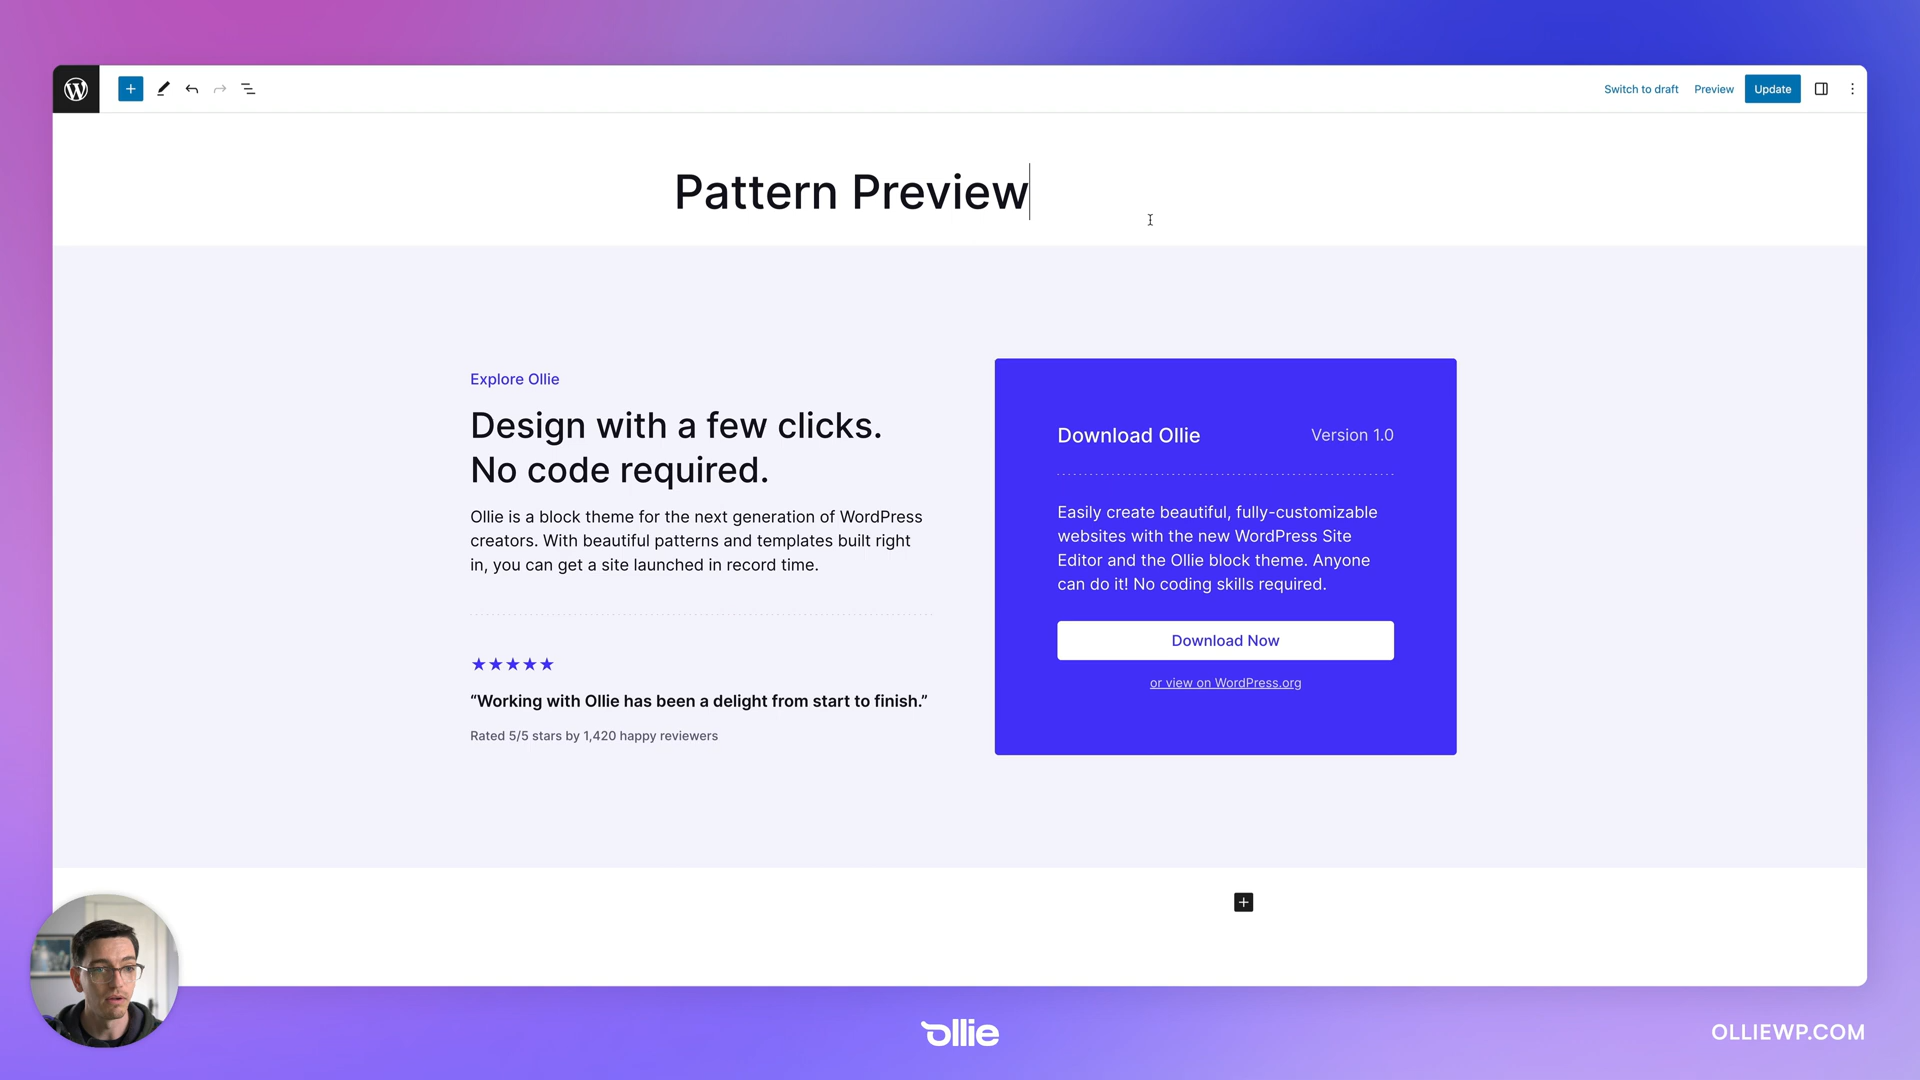 Switch to draft
Preview
Update
Pattern Preview
Explore Ollie
Design with a few clicks.
No code required.
Ollie is a block theme for the next generation of WordPress
creators. With beautiful patterns and templates built right
in, you can get a site launched in record time.
★★★★★
“Working with Ollie has been a delight from start to finish.”
Rated 5/5 stars by 1,420 happy reviewers
Download Ollie
Version 1.0
Easily create beautiful, fully-customizable
websites with the new WordPress Site
Editor and the Ollie block theme. Anyone
can do it! No coding skills required.
Download Now
or view on WordPress.org
ollie
OLLIEWP.COM